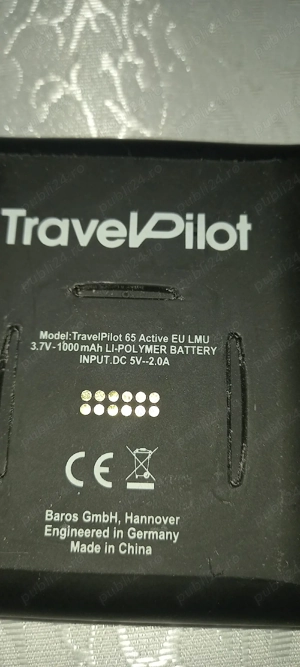 TravelPilot
Model:TravelPilot 65 Active EU LMU
3.7V-1000mAh LI-POLYMER BATTERY
INPUT:DC 5V--2.0A
CE
Baros GmbH, Hannover
Engineered in Germany
Made in China